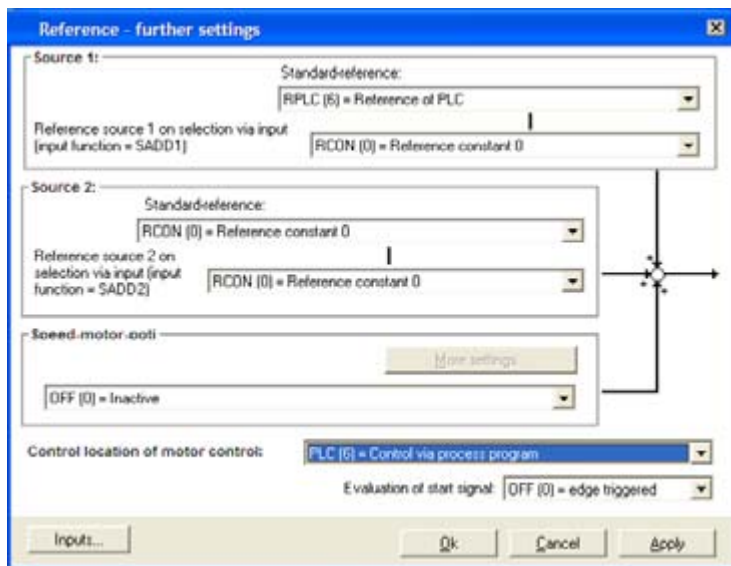 Reference - further settings
Source 1:
Standard-reference:
RPLC (6) = Reference of PLC
Reference source 1 on selection via input
(input function = SADD1)
RCON (0) = Reference constant 0
Source 2:
Standard-reference:
RCON (0) = Reference constant 0
Reference source 2 on
selection via input (input
function = SADD2)
RCON (0) = Reference constant 0
Speed-motor-poti
More settings
OFF (0) = Inactive
Control location of motor control:
PLC (6) = Control via process program
Evaluation of start signal:
OFF (0) = edge triggered
Inputs...
Ok
Cancel
Apply